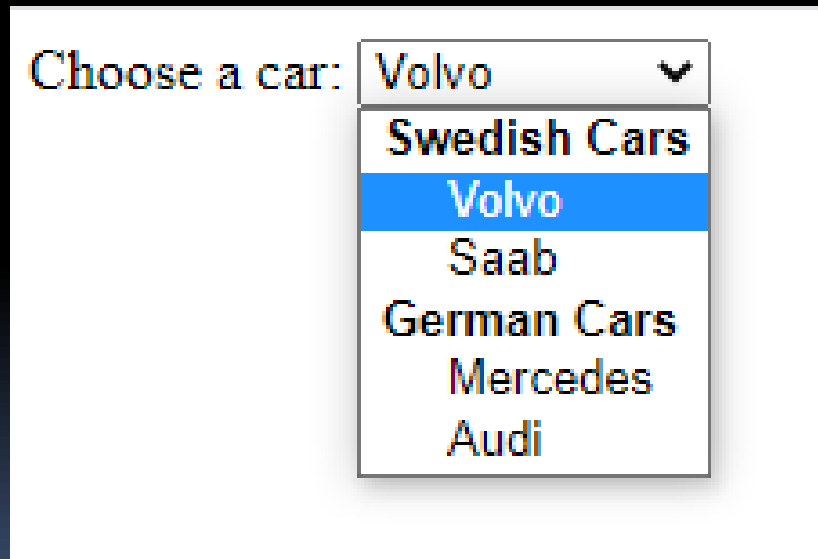 Choose a car: Volvo
Swedish Cars
Volvo
Saab
German Cars
Mercedes
Audi